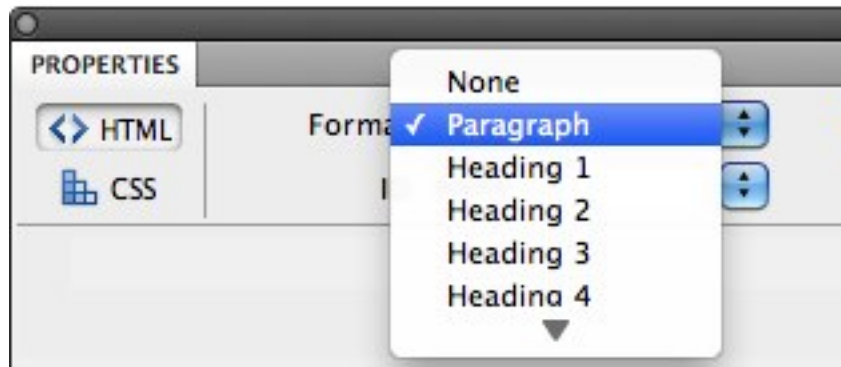 PROPERTIES
HTML
CSS
Forma
None
✓ Paragraph
Heading 1
Heading 2
Heading 3
Heading 4